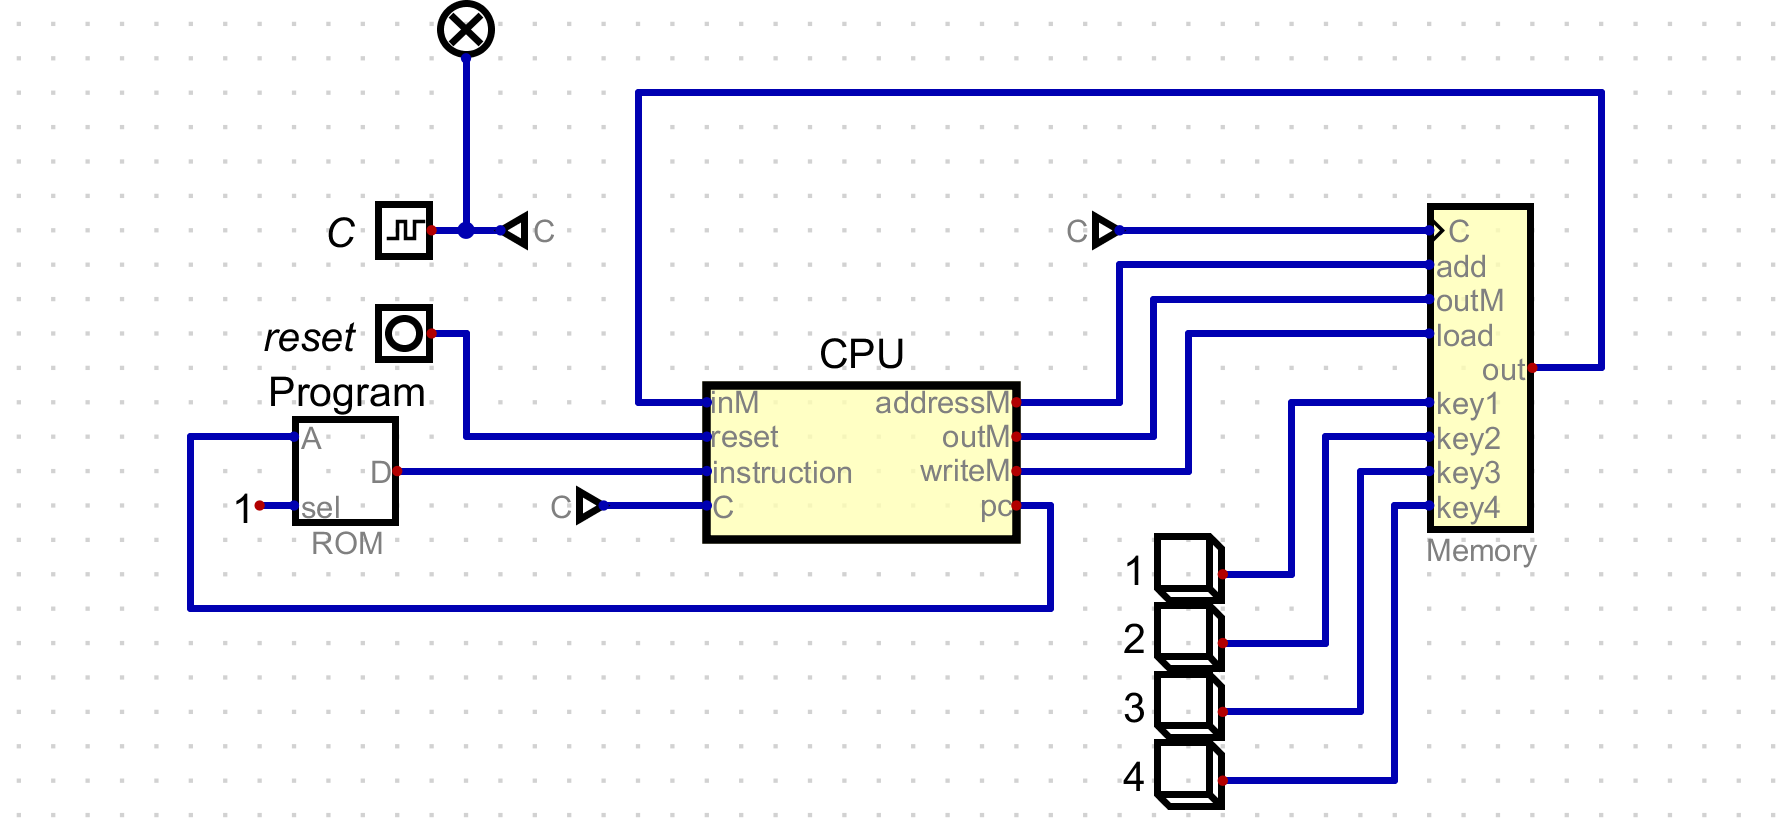 C
C
C
C
add
outM
load
out
key1
key2
key3
key4
Memory
reset
Program
A
D
1
sel
ROM
CPU
inM
addressM
reset
outM
instruction
writeM
C
C
pc
1
2
3
4